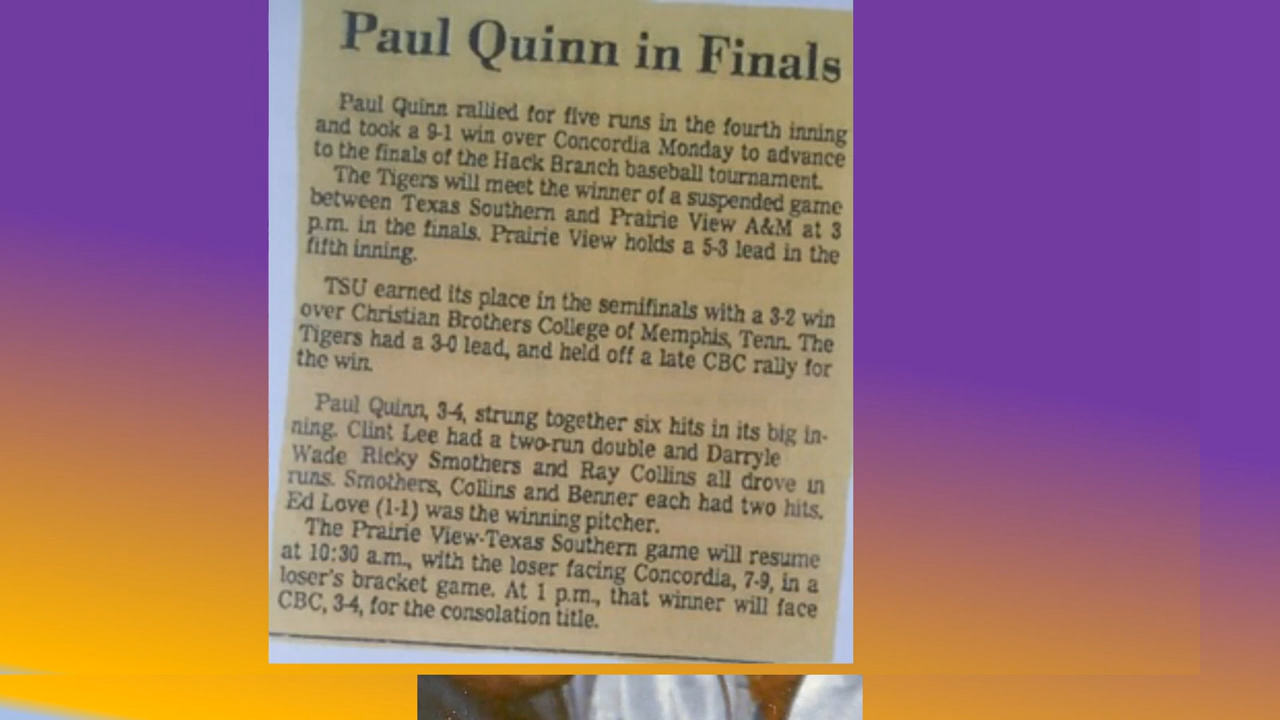 Paul Quinn in Finals
Paul Quinn rallied for five runs in the fourth inning
and took a 9-1 win over Concordia Monday to advance
to the finals of the Hack Branch baseball tournament.
The Tigers will meet the winner of a suspended game
between Texas Southern and Prairie View A&M at 3
p.m. in the finals. Prairie View holds a 5-3 lead in the
fifth inning.
TSU earned its place in the semifinals with a 3-2 win
over Christian Brothers College of Memphis, Tenn. The
Tigers had a 3-0 lead, and held off a late CBC rally for
the win.
Paul Quinn, 3-4, strung together six hits in its big in-
ning. Clint Lee had a two-run double and Darryle
Wade Ricky Smothers and Ray Collins all drove in
runs. Smothers, Collins and Benner each had two hits.
Ed Love (1-1) was the winning pitcher.
The Prairie View-Texas Southern game will resume
at 10:30 a.m., with the loser facing Concordia, 7-9, in a
loser's bracket game. At 1 p.m., that winner will face
CBC, 3-4, for the consolation title.